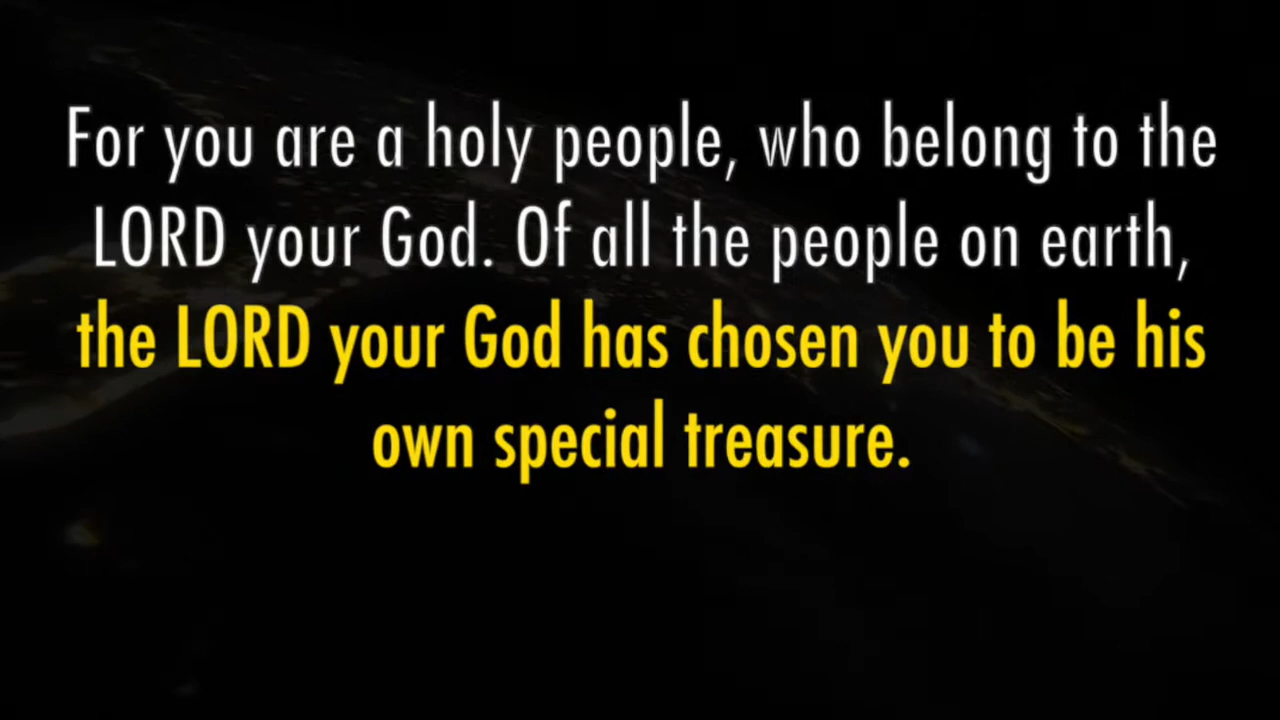 For you are a holy people, who belong to the
LORD your God. Of all the people on earth,
the LORD your God has chosen you to be his
own special treasure.